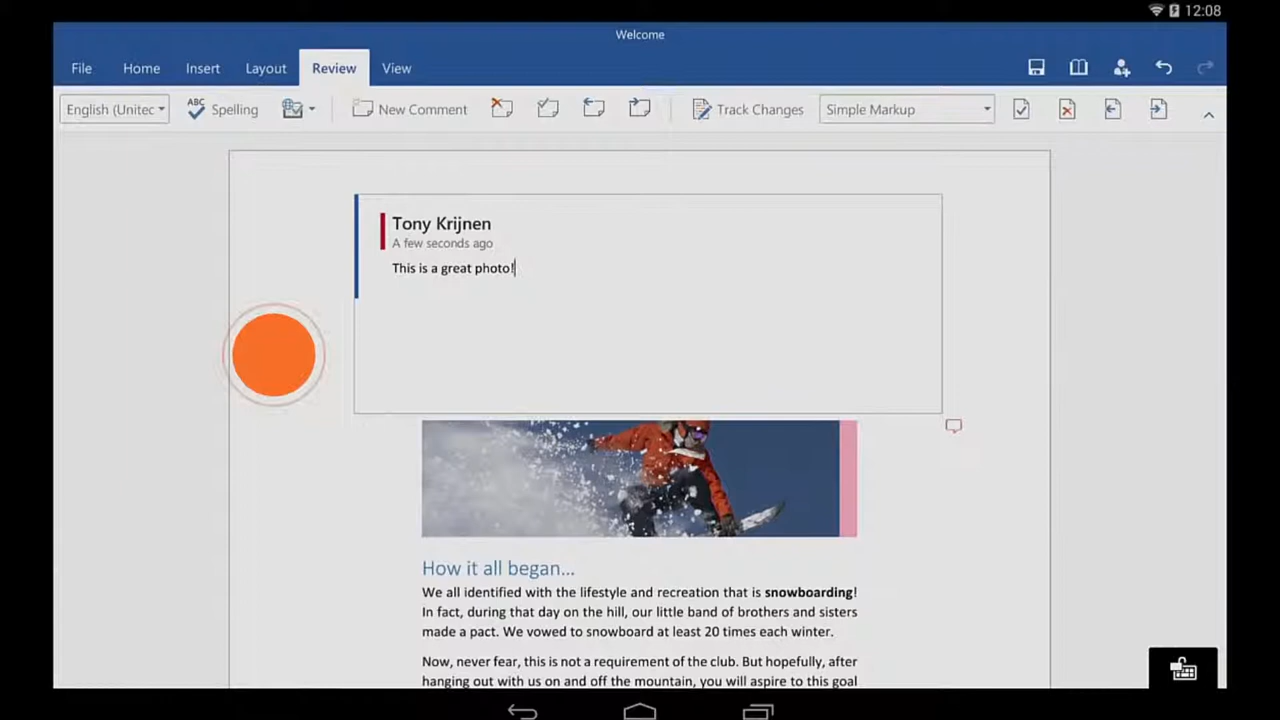 12:08
Welcome
File Home Insert Layout Review View
English (Unitec ABC Spelling New Comment Track Changes Simple Markup
Tony Krijnen
A few seconds ago
This is a great photo!
How it all began...
We all identified with the lifestyle and recreation that is snowboarding!
In fact, during that day on the hill, our little band of brothers and sisters
made a pact. We vowed to snowboard at least 20 times each winter.
Now, never fear, this is not a requirement of the club. But hopefully, after
hanging out with us on and off the mountain, you will aspire to this goal